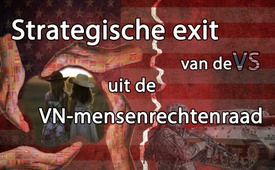 Strategische exit
van de VS
uit de
VN-mensenrechtenraad